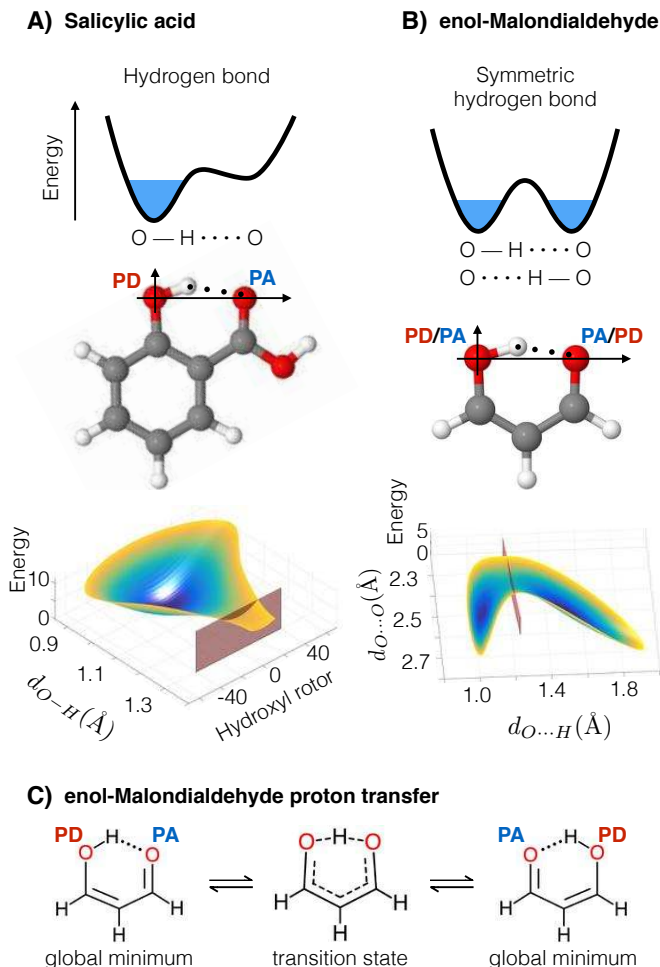 A) Salicylic acid
B) enol-Malondialdehyde
Hydrogen bond
Symmetric
hydrogen bond
Energy
O — H · · · · O
O — H · · · · O
O · · · · H — O
PD
PA
PD/PA
PA/PD
Energy
10
0
0.9
1.1
1.3
d_{O−H}(Å)
-40
0
40
Hydroxyl rotor
Energy
5
0
2.3
2.5
2.7
d_{O···O}(Å)
1.0
1.4
1.8
d_{O···H}(Å)
C) enol-Malondialdehyde proton transfer
PD H PA
O O
H H
H
global minimum
O H O
H H
H
transition state
PA H PD
O O
H H
H
global minimum